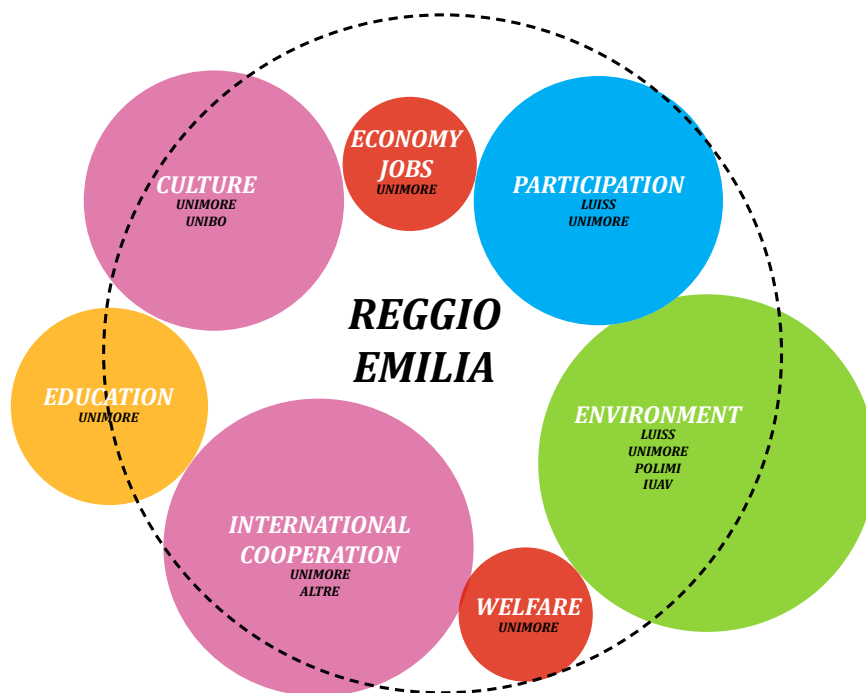 ECONOMY
JOBS
UNIMORE
CULTURE
UNIMORE
UNIBO
PARTICIPATION
LUISS
UNIMORE
REGGIO
EMILIA
EDUCATION
UNIMORE
ENVIRONMENT
LUISS
UNIMORE
POLIMI
IUAV
INTERNATIONAL
COOPERATION
UNIMORE
ALTRE
WELFARE
UNIMORE